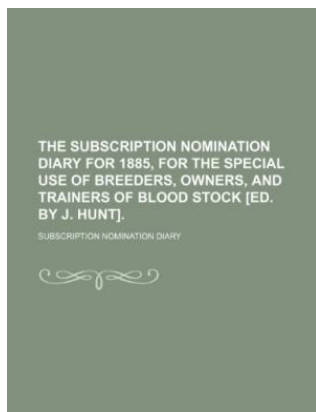 THE SUBSCRIPTION NOMINATION
DIARY FOR 1885, FOR THE SPECIAL
USE OF BREEDERS, OWNERS, AND
TRAINERS OF BLOOD STOCK [ED.
BY J. HUNT].
SUBSCRIPTION NOMINATION DIARY